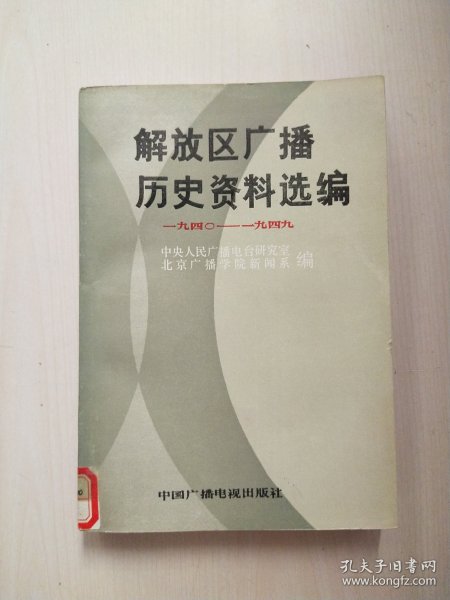 解放区广播
历史资料选编
一九四〇——一九四九
中央人民广播电台研究室
北京广播学院新闻系
编
中国广播电视出版社
孔夫子旧书网
www.kongfz.com